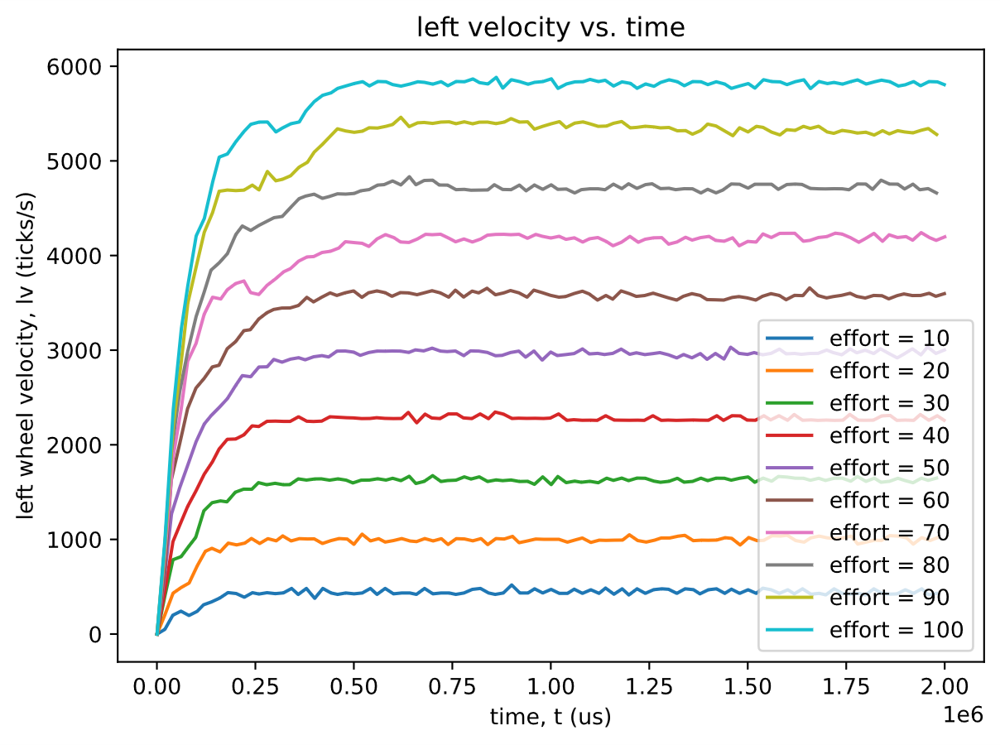 left velocity vs. time
left wheel velocity, lv (ticks/s)
6000
5000
4000
3000
2000
1000
0
effort = 10
effort = 20
effort = 30
effort = 40
effort = 50
effort = 60
effort = 70
effort = 80
effort = 90
effort = 100
0.00 0.25 0.50 0.75 1.00 1.25 1.50 1.75 2.00
1e6
time, t (us)